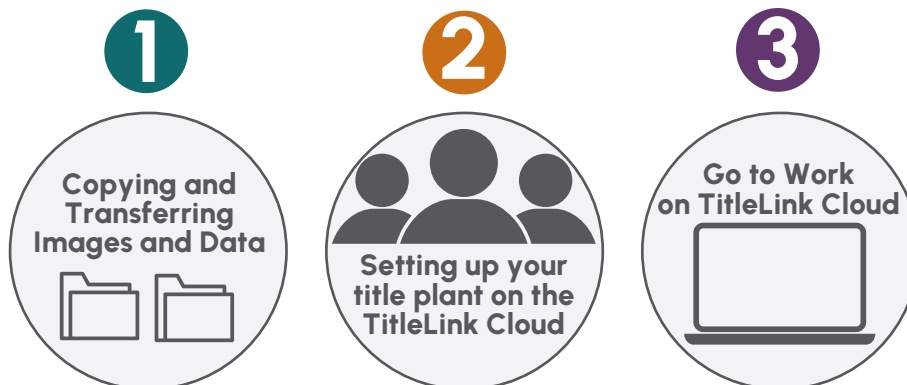 1
2
3
Copying and
Transferring
Images and Data
Setting up your
title plant on the
TitleLink Cloud
Go to Work
on TitleLink Cloud